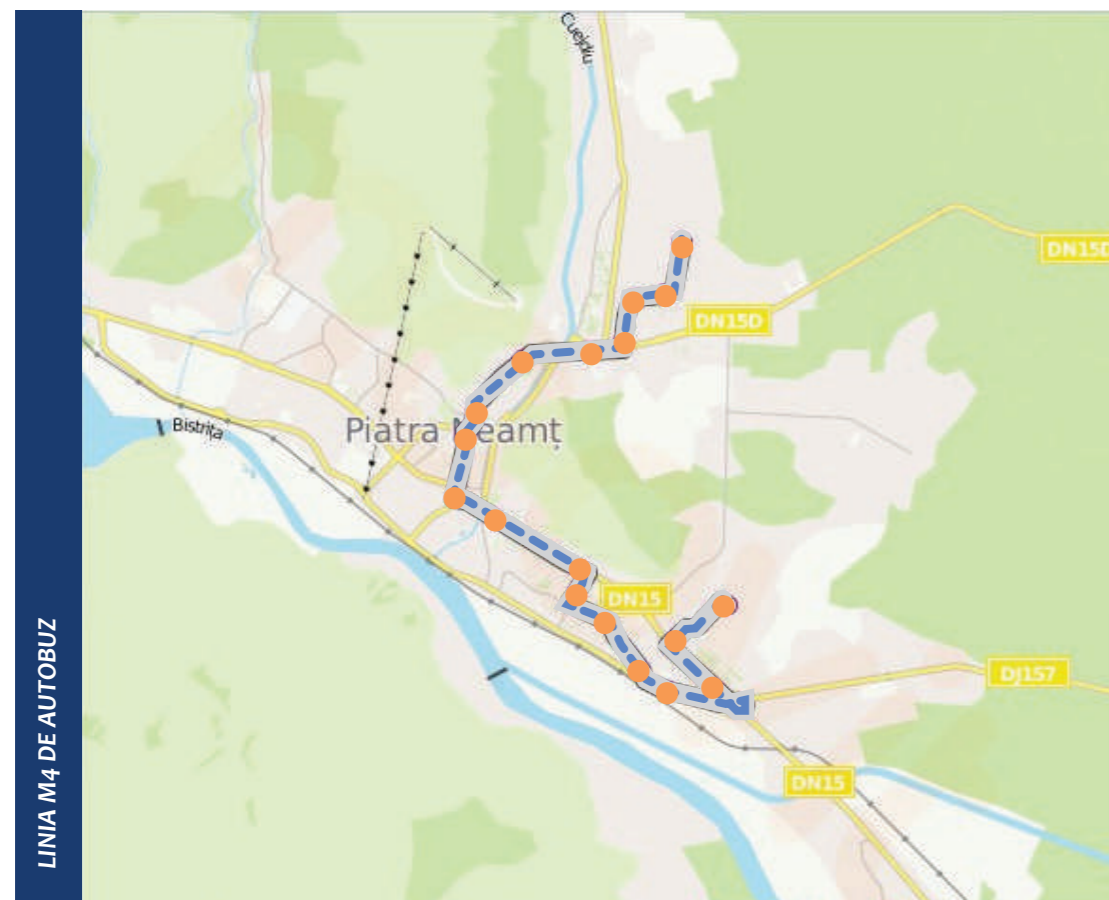 LINIA M4 DE AUTOBUZ
Cuejdiu
DN15D
DN15D
Bistrița
Piatra Neamț
DN15
DJ157
DN15